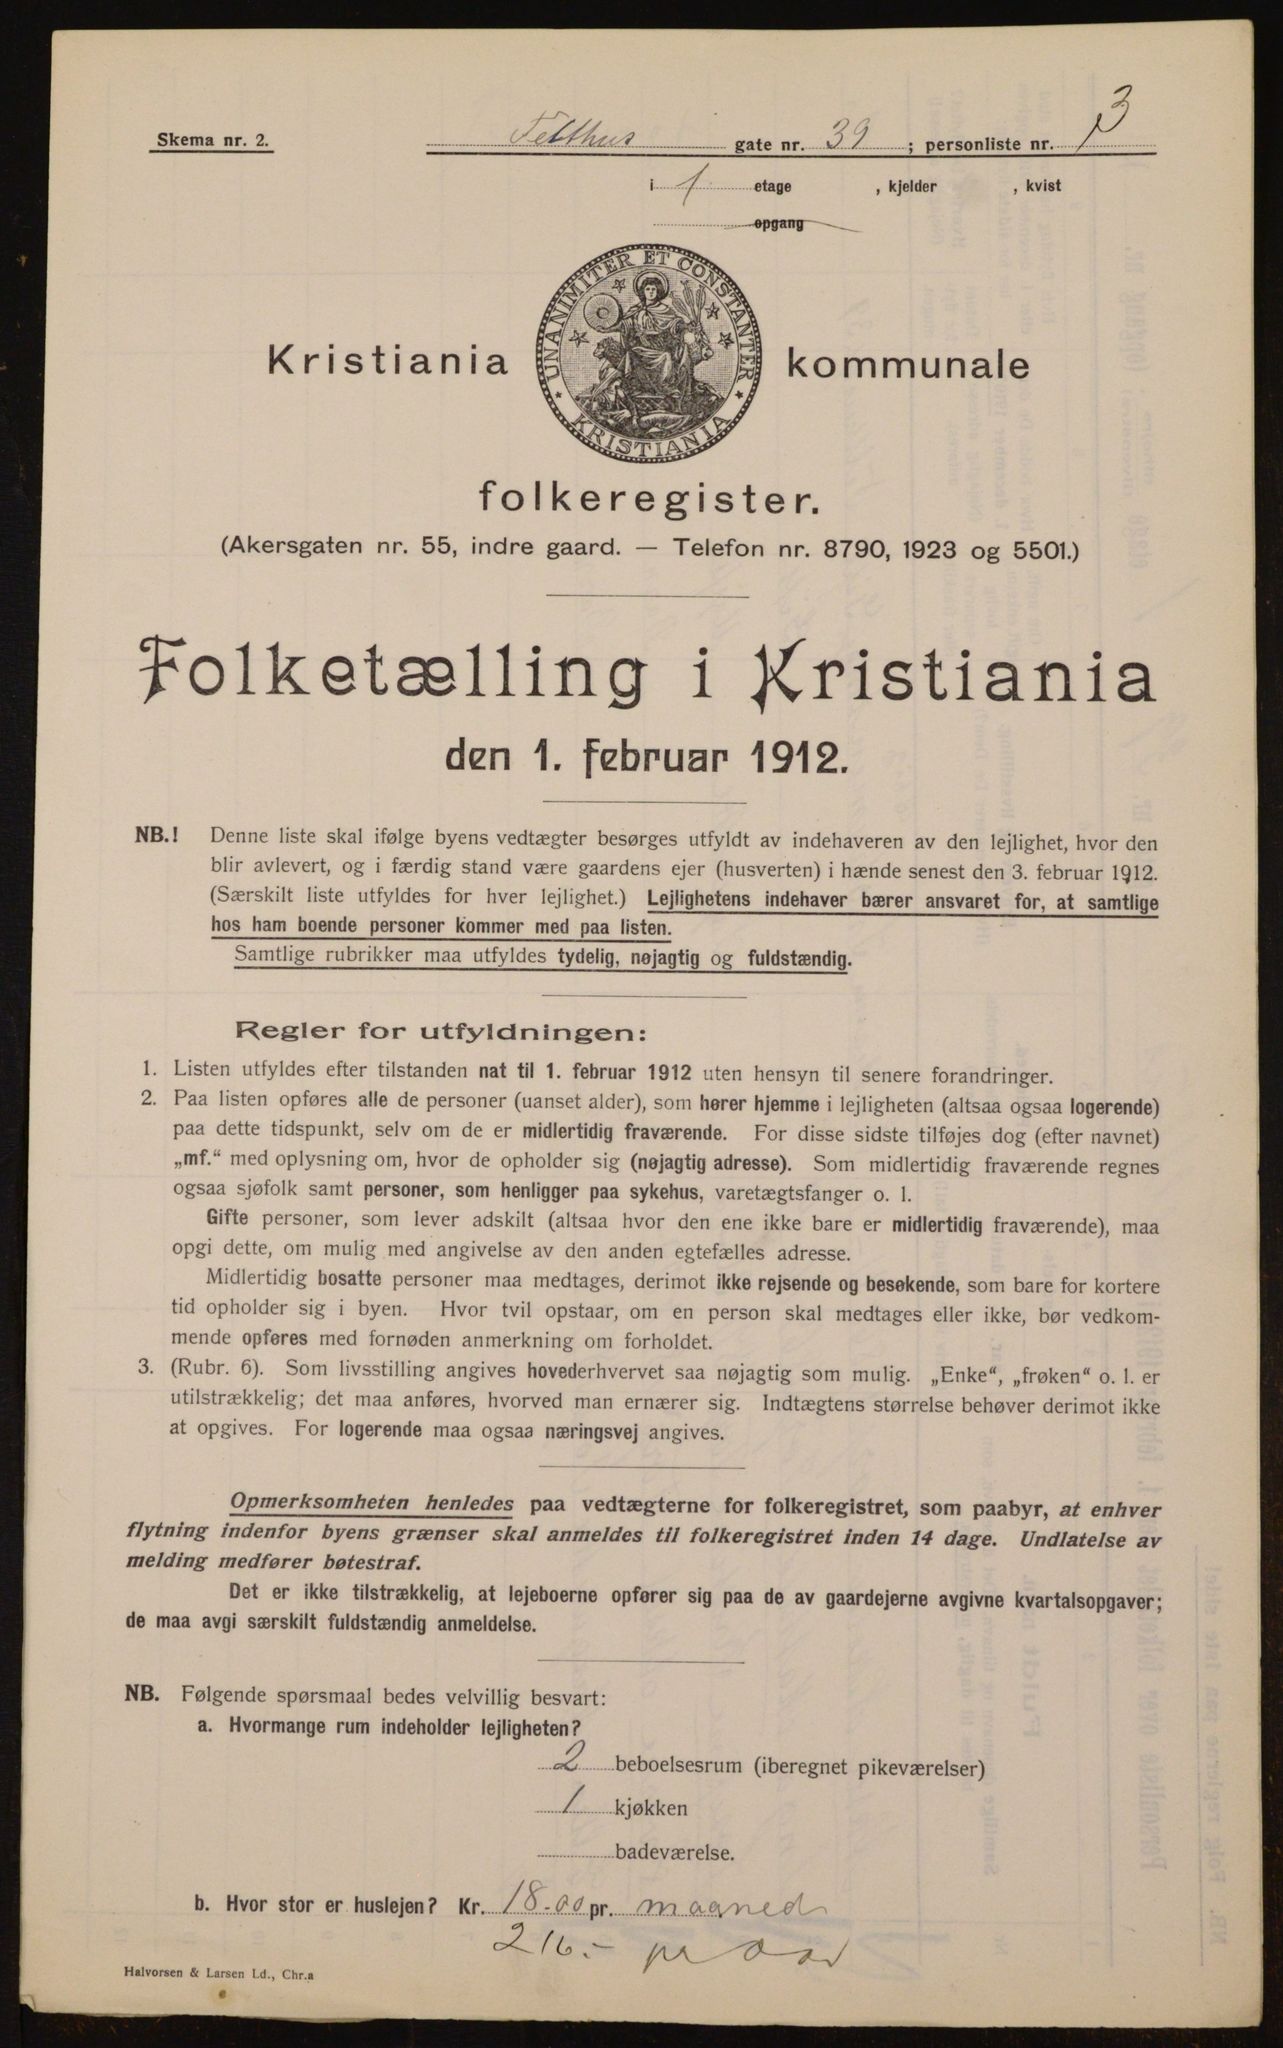 Skema nr. 2.
Telthus gate nr. 39 ; personliste nr. 3
i 1 etage , kjelder , kvist
opgang
UNANIMITER ET CONSTANTER
KRISTIANIA
Kristiania kommunale
folkeregister.
(Akersgaten nr. 55, indre gaard. — Telefon nr. 8790, 1923 og 5501.)
Folketælling i Kristiania
den 1. februar 1912.
NB.! Denne liste skal ifølge byens vedtægter besørges utfyldt av indehaveren av den lejlighet, hvor den
blir avlevert, og i færdig stand være gaardens ejer (husverten) i hænde senest den 3. februar 1912.
(Særskilt liste utfyldes for hver lejlighet.) Lejlighetens indehaver bærer ansvaret for, at samtlige
hos ham boende personer kommer med paa listen.
Samtlige rubrikker maa utfyldes tydelig, nøjagtig og fuldstændig.
Regler for utfyldningen:
1. Listen utfyldes efter tilstanden nat til 1. februar 1912 uten hensyn til senere forandringer.
2. Paa listen opføres alle de personer (uanset alder), som hører hjemme i lejligheten (altsaa ogsaa logerende)
paa dette tidspunkt, selv om de er midlertidig fraværende. For disse sidste tilføjes dog (efter navnet)
„mf.“ med oplysning om, hvor de opholder sig (nøjagtig adresse). Som midlertidig fraværende regnes
ogsaa sjøfolk samt personer, som henligger paa sykehus, varetægtsfanger o. l.
Gifte personer, som lever adskilt (altsaa hvor den ene ikke bare er midlertidig fraværende), maa
opgi dette, om mulig med angivelse av den anden egtefælles adresse.
Midlertidig bosatte personer maa medtages, derimot ikke rejsende og besøkende, som bare for kortere
tid opholder sig i byen. Hvor tvil opstaar, om en person skal medtages eller ikke, bør vedkom-
mende opføres med fornøden anmerkning om forholdet.
3. (Rubr. 6). Som livsstilling angives hovederhvervet saa nøjagtig som mulig. „Enke“, „frøken“ o. l. er
utilstrækkelig; det maa anføres, hvorved man ernærer sig. Indtægtens størrelse behøver derimot ikke
at opgives. For logerende maa ogsaa næringsvej angives.
Opmerksomheten henledes paa vedtægterne for folkeregistret, som paabyr, at enhver
flytning indenfor byens grænser skal anmeldes til folkeregistret inden 14 dage. Undlatelse av
melding medfører bøtestraf.
Det er ikke tilstrækkelig, at lejeboerne opfører sig paa de av gaardejerne avgivne kvartalsopgaver;
de maa avgi særskilt fuldstændig anmeldelse.
NB. Følgende spørsmaal bedes velvillig besvart:
a. Hvormange rum indeholder lejligheten?
2 beboelsesrum (iberegnet pikeværelser)
1 kjøkken
badeværelse.
b. Hvor stor er huslejen? Kr. 18.00 pr. maaned
216.- pr aar
Halvorsen & Larsen Ld., Chr.a